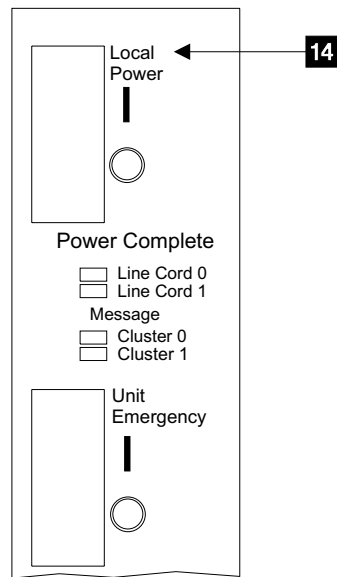 Local
Power
14
Power Complete
Line Cord 0
Line Cord 1
Message
Cluster 0
Cluster 1
Unit
Emergency